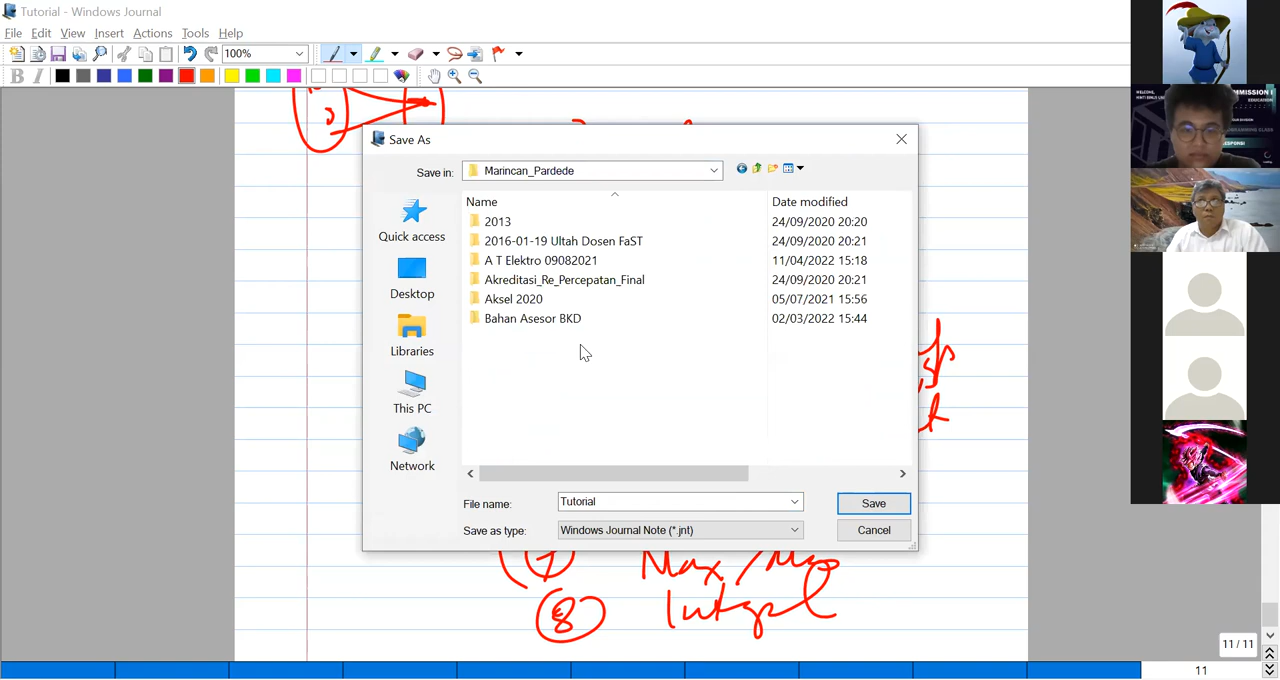 Tutorial - Windows Journal
File Edit View Insert Actions Tools Help
100%
B I
Save As
Save in: Marincan_Pardede
Name Date modified
2013 24/09/2020 20:20
2016-01-19 Ultah Dosen FaST 24/09/2020 20:21
A T Elektro 09082021 11/04/2022 15:18
Akreditasi_Re_Percepatan_Final 24/09/2020 20:21
Aksel 2020 05/07/2021 15:56
Bahan Asesor BKD 02/03/2022 15:44
Quick access
Desktop
Libraries
This PC
Network
File name: Tutorial Save
Save as type: Windows Journal Note (*.jnt) Cancel
7 Max/Min
8 Integral
11 / 11
11
WELCOME,